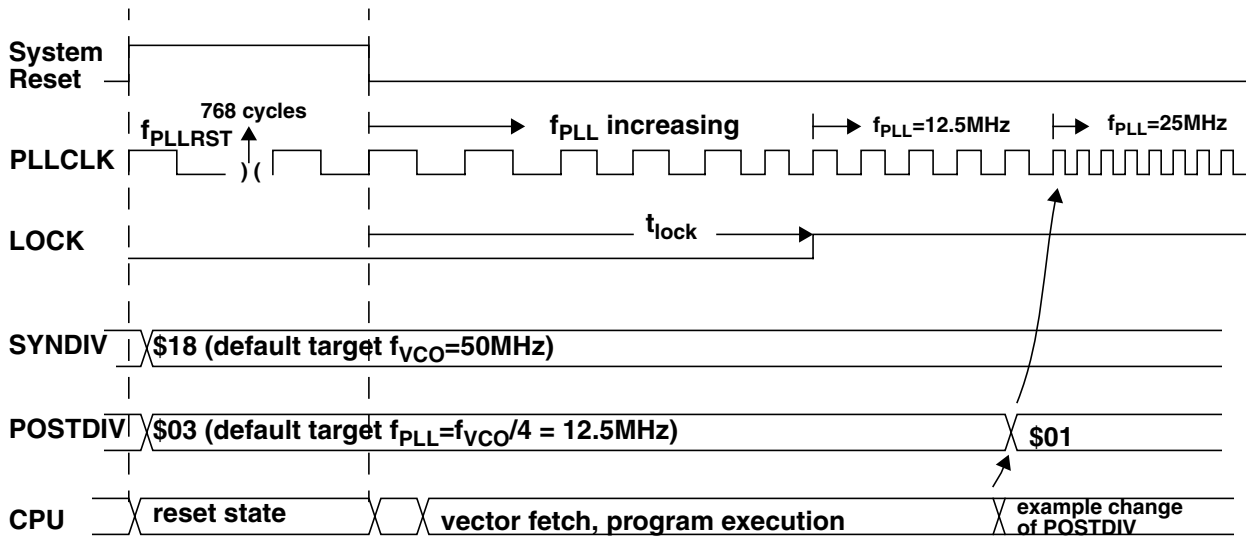 System
Reset
768 cycles
fPLLRST
fPLL increasing
fPLL=12.5MHz
fPLL=25MHz
PLLCLK
) (
LOCK
tlock
SYNDIV
$18 (default target fVCO=50MHz)
POSTDIV
$03 (default target fPLL=fVCO/4 = 12.5MHz)
$01
CPU
reset state
vector fetch, program execution
example change
of POSTDIV